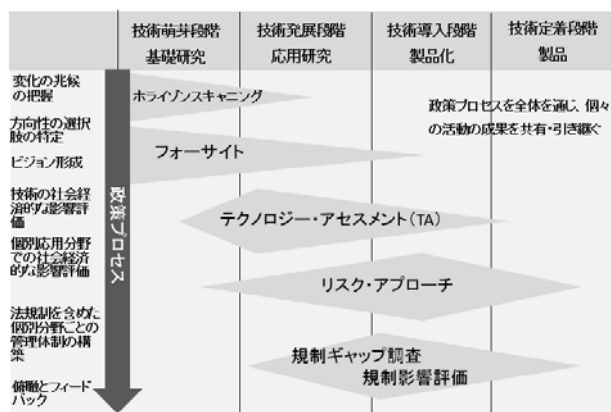 技術萌芽段階
基礎研究
技術発展段階
応用研究
技術導入段階
製品化
技術定着段階
製品
変化の兆候
の把握
ホライゾンスキャニング
政策プロセスを全体を通じ、個々
の活動の成果を共有・引き継ぐ
方向性の選択
肢の特定
フォーサイト
ビジョン形成
政策プロセス
技術の社会経
済的な影響評
価
テクノロジー・アセスメント(TA)
個別応用分野
での社会経済
的な影響評価
リスク・アプローチ
法規制を含めた
個別分野ごとの
管理体制の構
築
規制ギャップ調査
規制影響評価
とフィード
バック